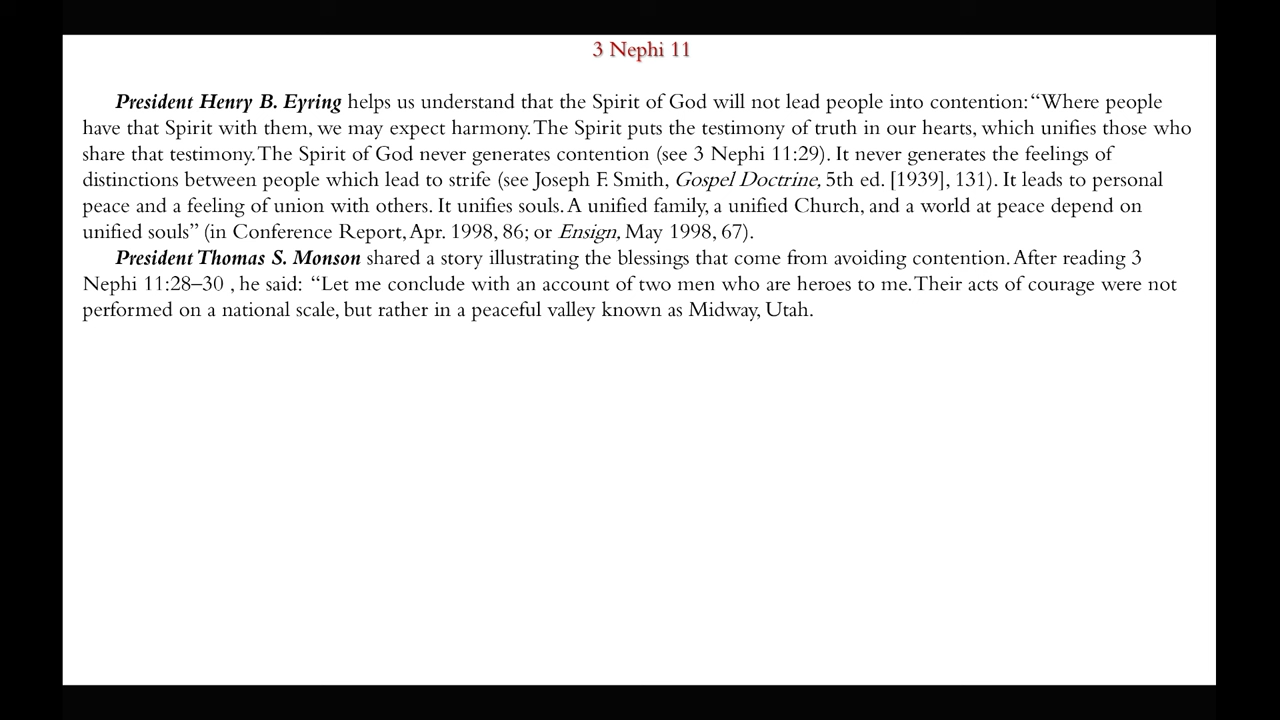 3 Nephi 11
President Henry B. Eyring helps us understand that the Spirit of God will not lead people into contention: “Where people
have that Spirit with them, we may expect harmony. The Spirit puts the testimony of truth in our hearts, which unifies those who
share that testimony. The Spirit of God never generates contention (see 3 Nephi 11:29). It never generates the feelings of
distinctions between people which lead to strife (see Joseph F. Smith, Gospel Doctrine, 5th ed. [1939], 131). It leads to personal
peace and a feeling of union with others. It unifies souls. A unified family, a unified Church, and a world at peace depend on
unified souls” (in Conference Report, Apr. 1998, 86; or Ensign, May 1998, 67).
President Thomas S. Monson shared a story illustrating the blessings that come from avoiding contention. After reading 3
Nephi 11:28–30 , he said: “Let me conclude with an account of two men who are heroes to me. Their acts of courage were not
performed on a national scale, but rather in a peaceful valley known as Midway, Utah.